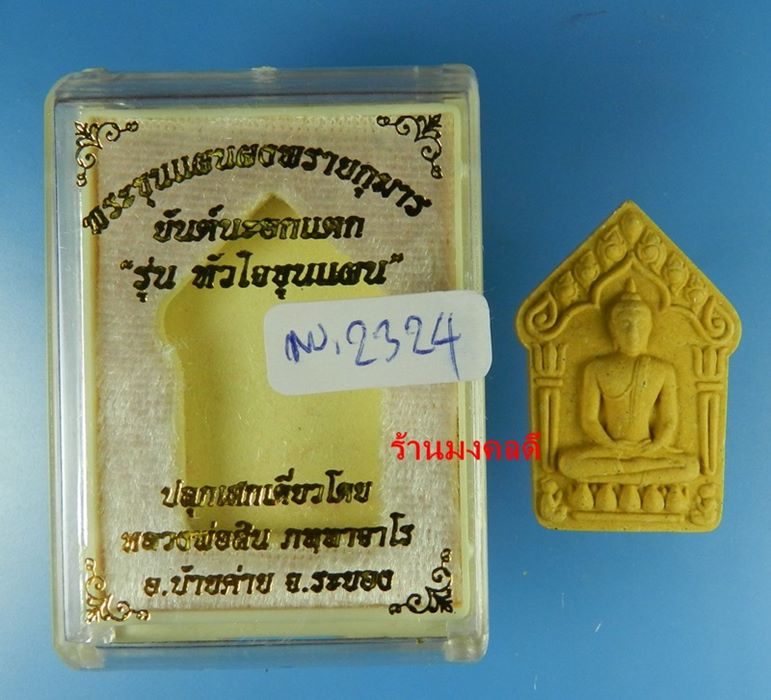 พระขุนแผนผงพรายกุมาร
ยันต์นะอกแตก
"รุ่น หัวใจขุนแผน"
NO.2324
ร้านมงคลดี
ปลุกเสกเดี่ยวโดย
หลวงพ่อสิน ภทฺทาจาโร
อ.บ้านค่าย จ.ระยอง